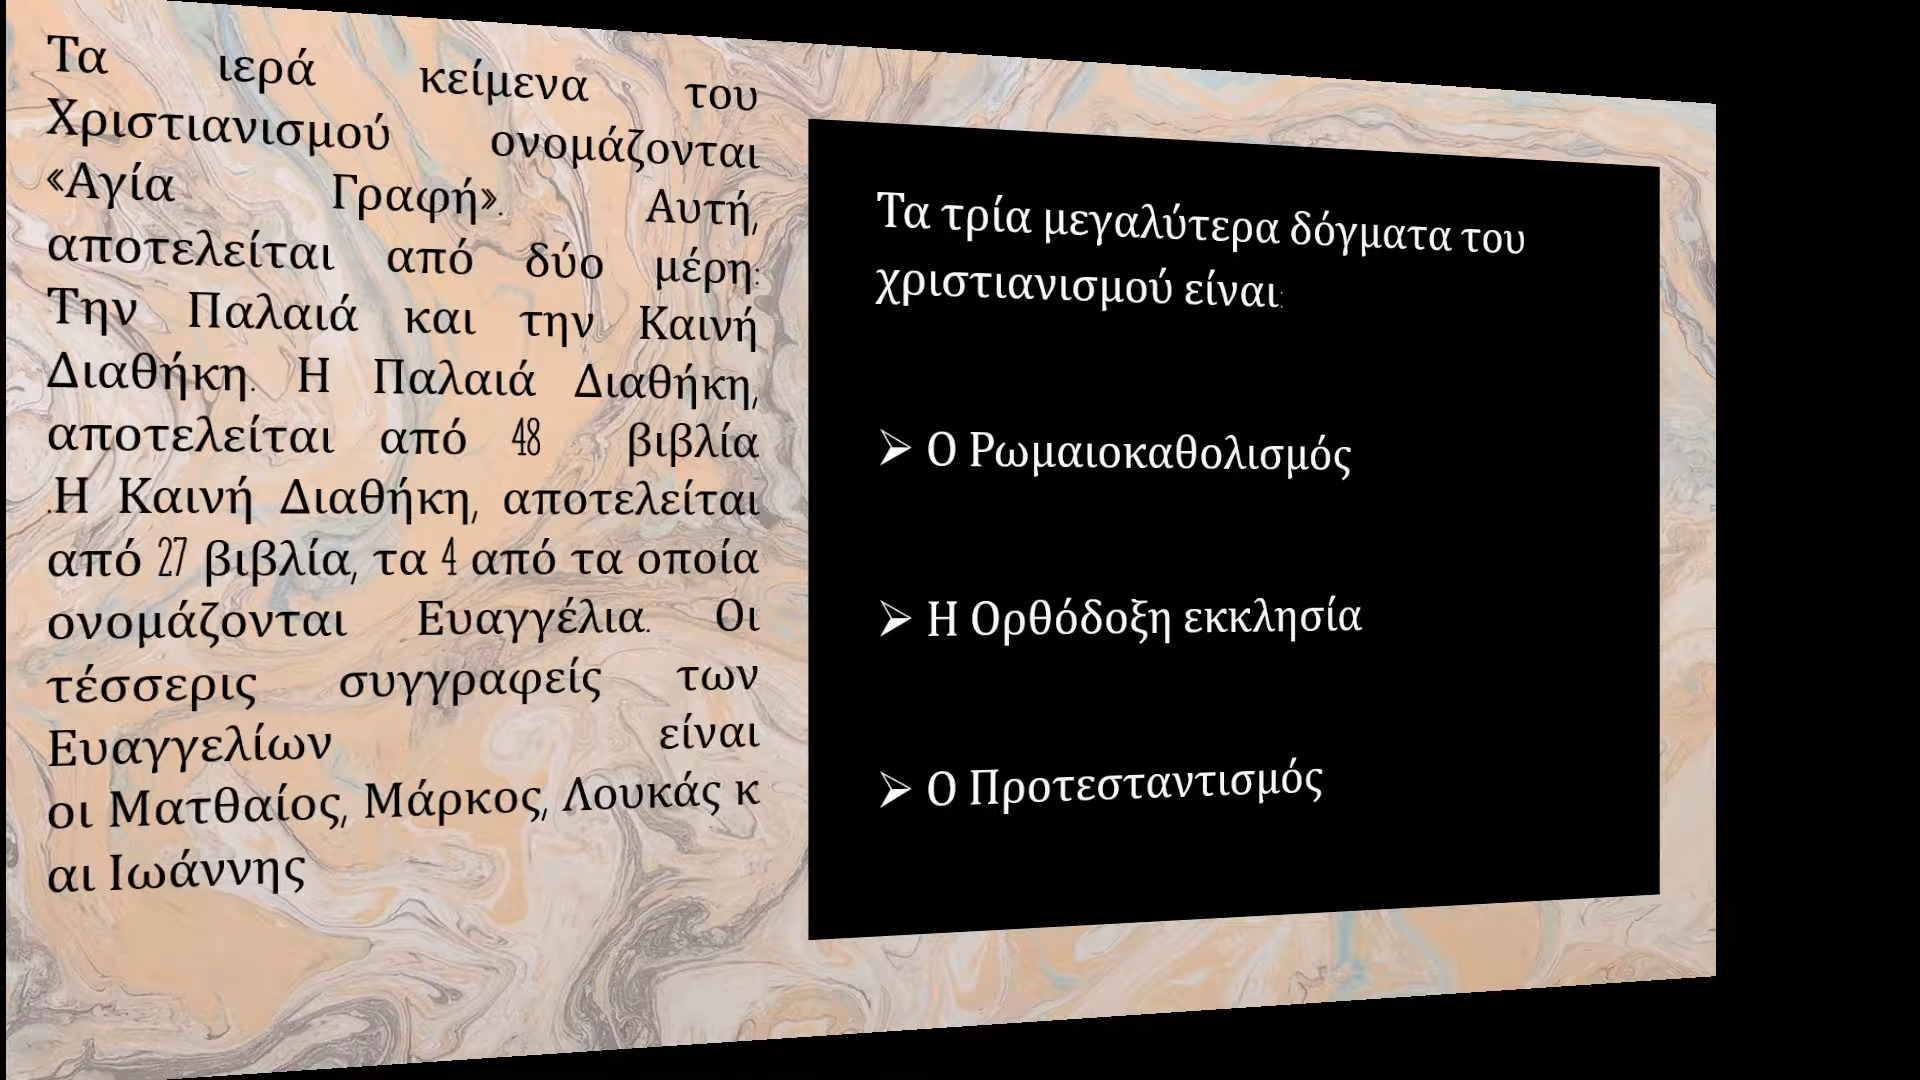 Τα ιερά κείμενα του
Χριστιανισμού ονομάζονται
«Αγία Γραφή». Αυτή,
αποτελείται από δύο μέρη:
Την Παλαιά και την Καινή
Διαθήκη. Η Παλαιά Διαθήκη,
αποτελείται από 48 βιβλία
.Η Καινή Διαθήκη, αποτελείται
από 27 βιβλία, τα 4 από τα οποία
ονομάζονται Ευαγγέλια. Οι
τέσσερις συγγραφείς των
Ευαγγελίων είναι
οι Ματθαίος, Μάρκος, Λουκάς κ
αι Ιωάννης
Τα τρία μεγαλύτερα δόγματα του
χριστιανισμού είναι:
➢ Ο Ρωμαιοκαθολισμός
➢ Η Ορθόδοξη εκκλησία
➢ Ο Προτεσταντισμός